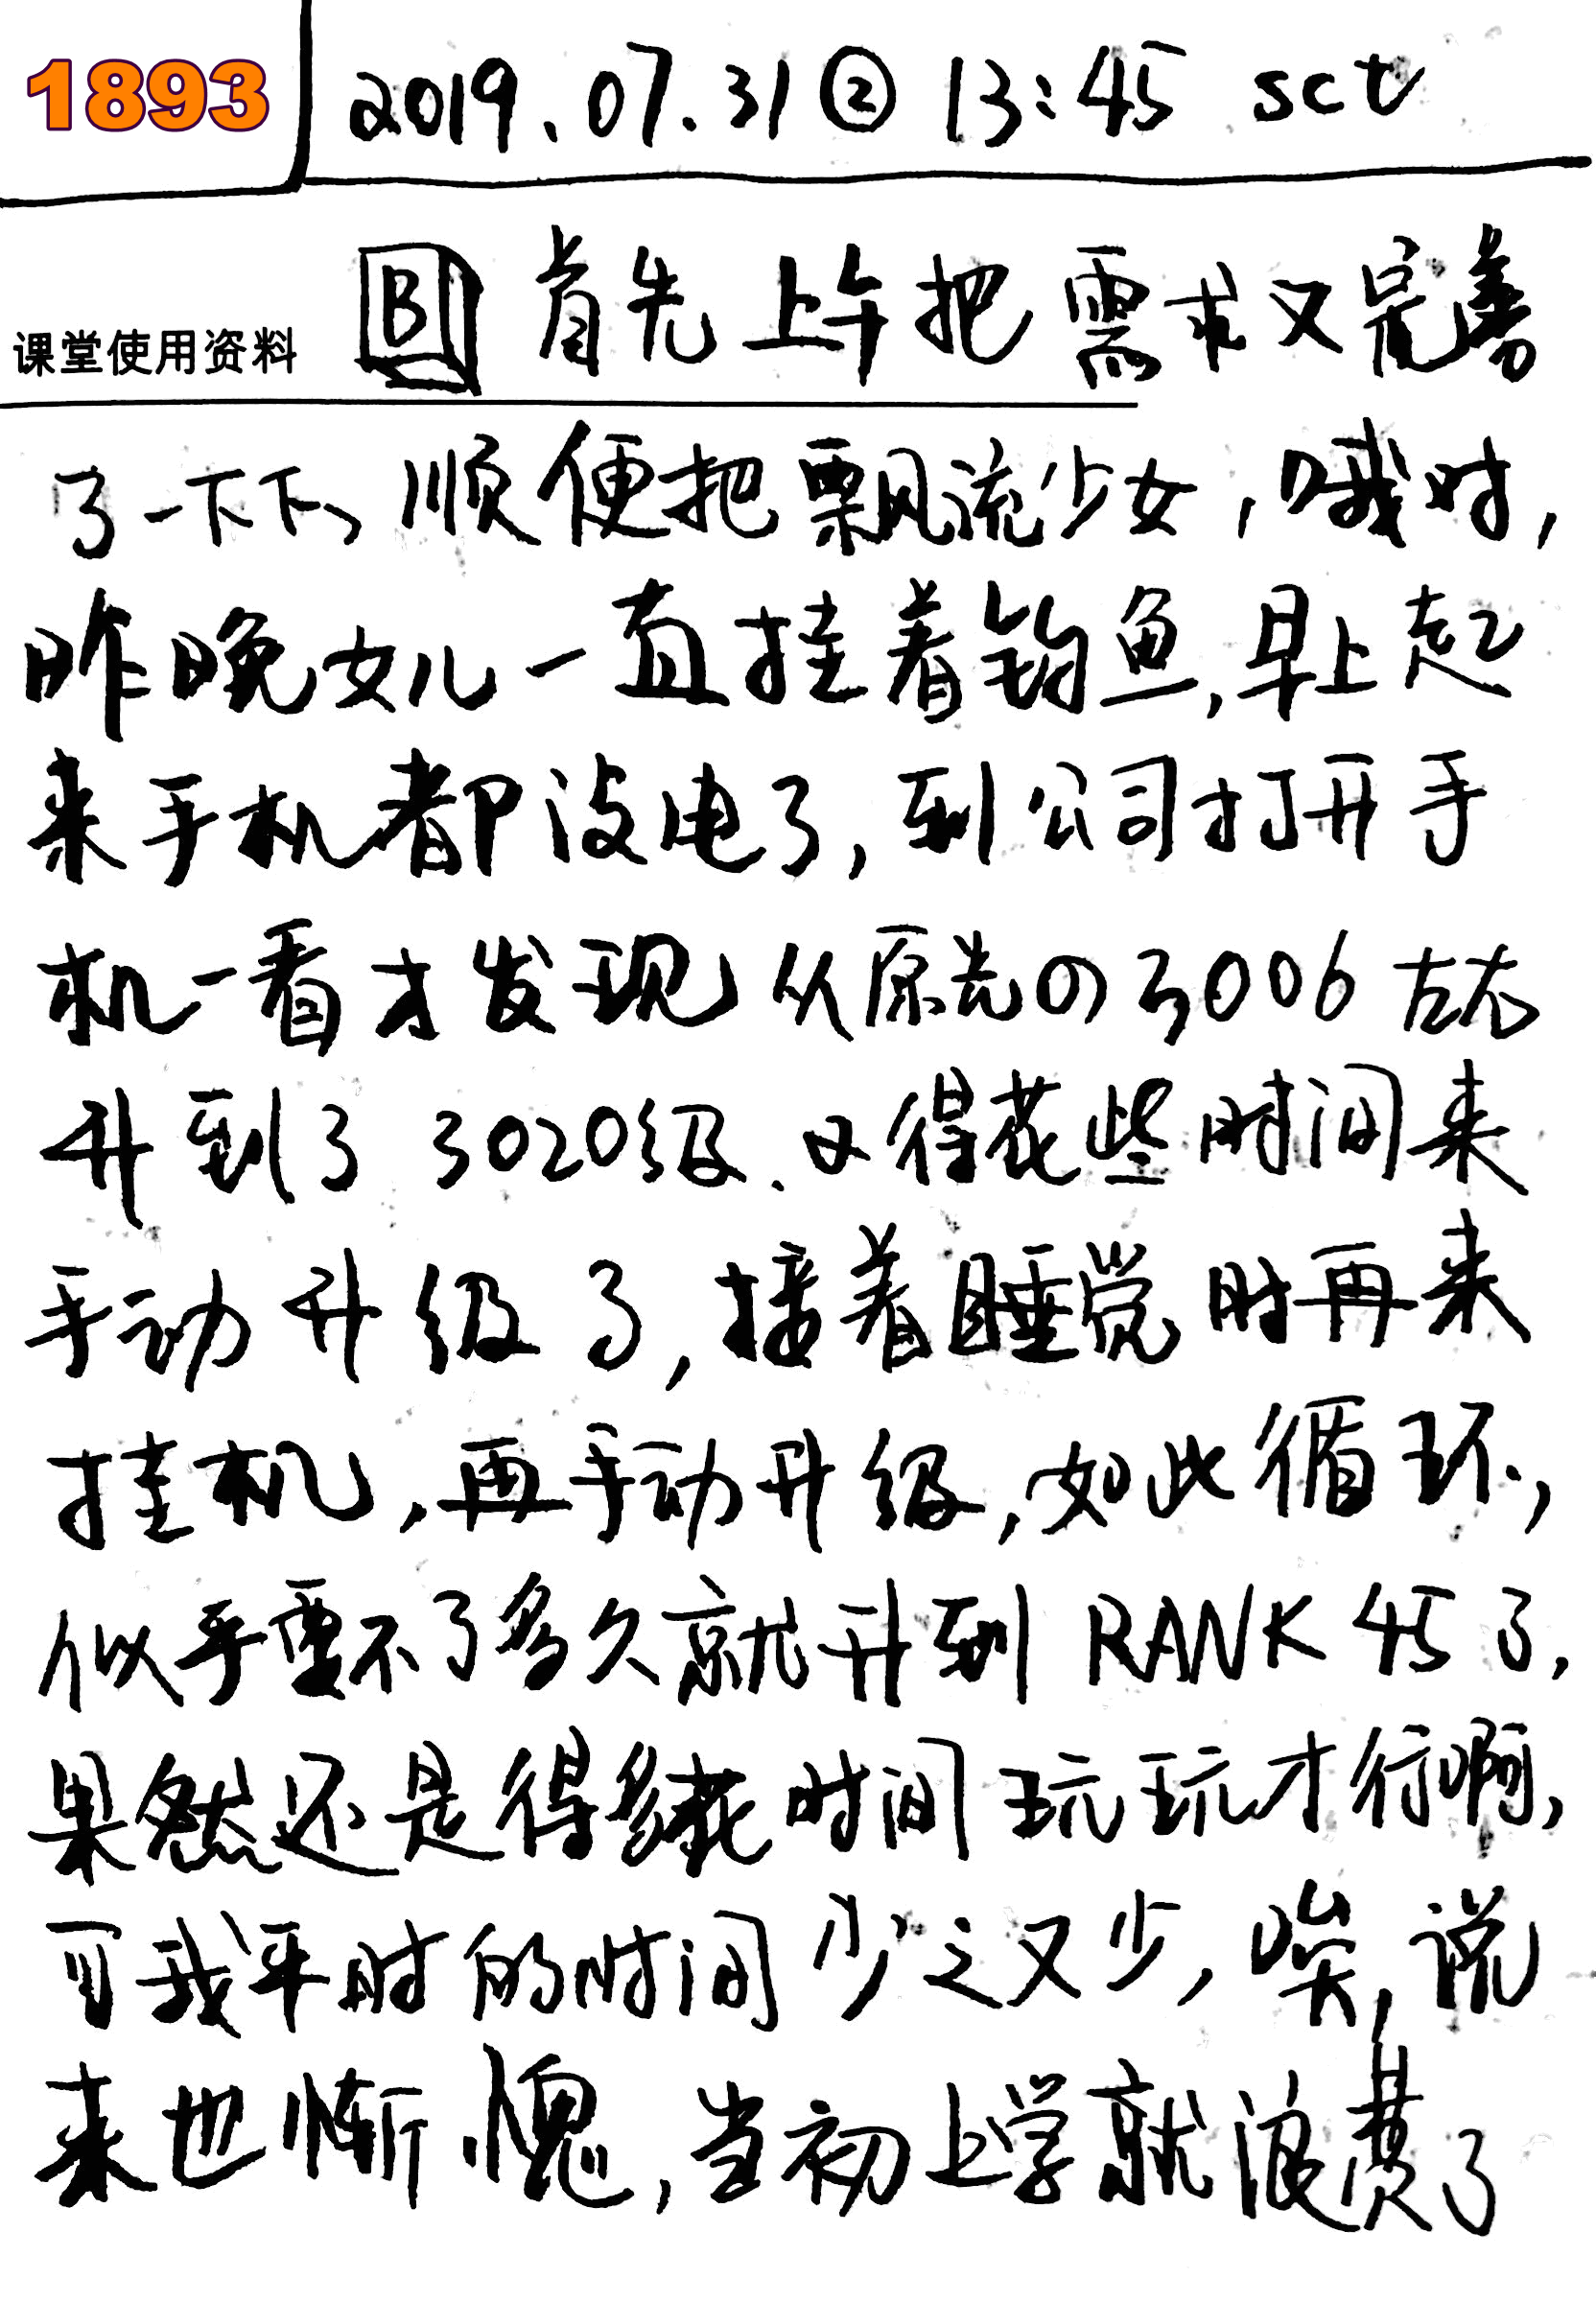 1893
2019.07.31② 13:45 sct
课堂使用资料
B 首先上午把需求又完善
了一下下、顺便把飘流少女，哦对，
昨晚女儿一直挂着钓鱼，早上起
来手机都没电了，到公司打开手
机一看才发现从原先の3006左右
升到了3020级、又得花些时间来
手动升级了，接着睡觉时再来
挂机，再手动升级，如此循环，
似乎要不了多久就升到RANK45了，
果然还是得多花时间玩玩才行啊，
可我平时的时间少之又少，唉，说
来也惭愧，当初上学就浪费了